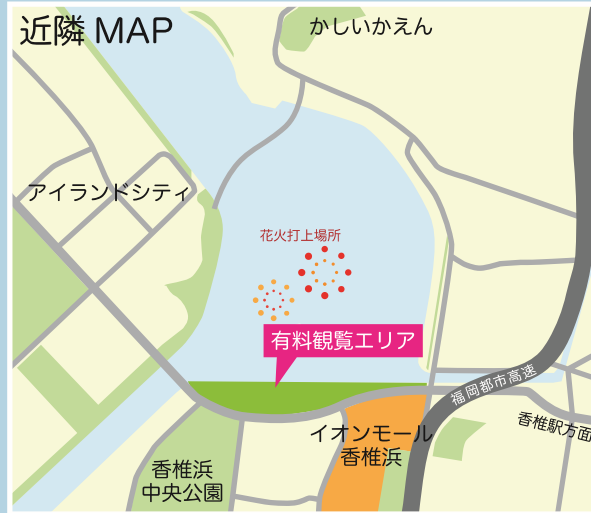 近隣 MAP
かしいかえん
アイランドシティ
花火打上場所
有料観覧エリア
福岡都市高速
香椎駅方面
イオンモール
香椎浜
香椎浜
中央公園